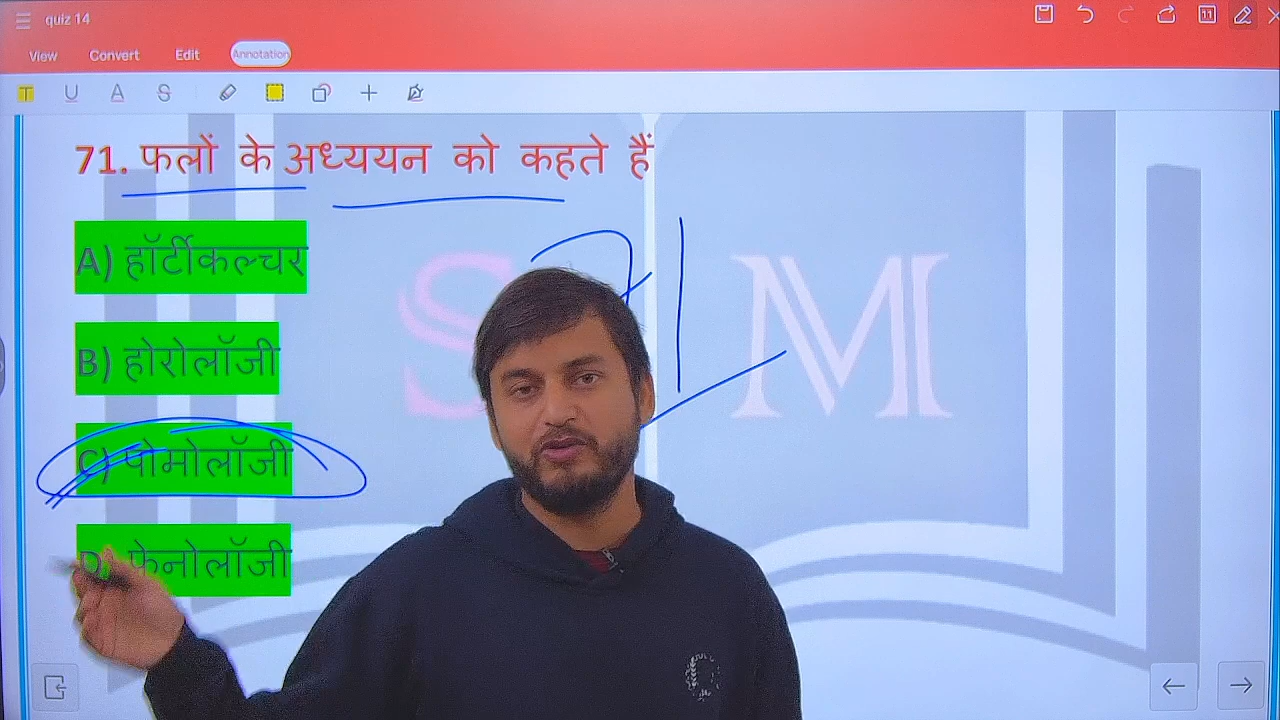 quiz 14
View Convert Edit Annotation
71. फलों के अध्ययन को कहते हैं
A) हॉर्टीकल्चर
B) होरोलॉजी
C) पोमोलॉजी
D) फेनोलॉजी
S M